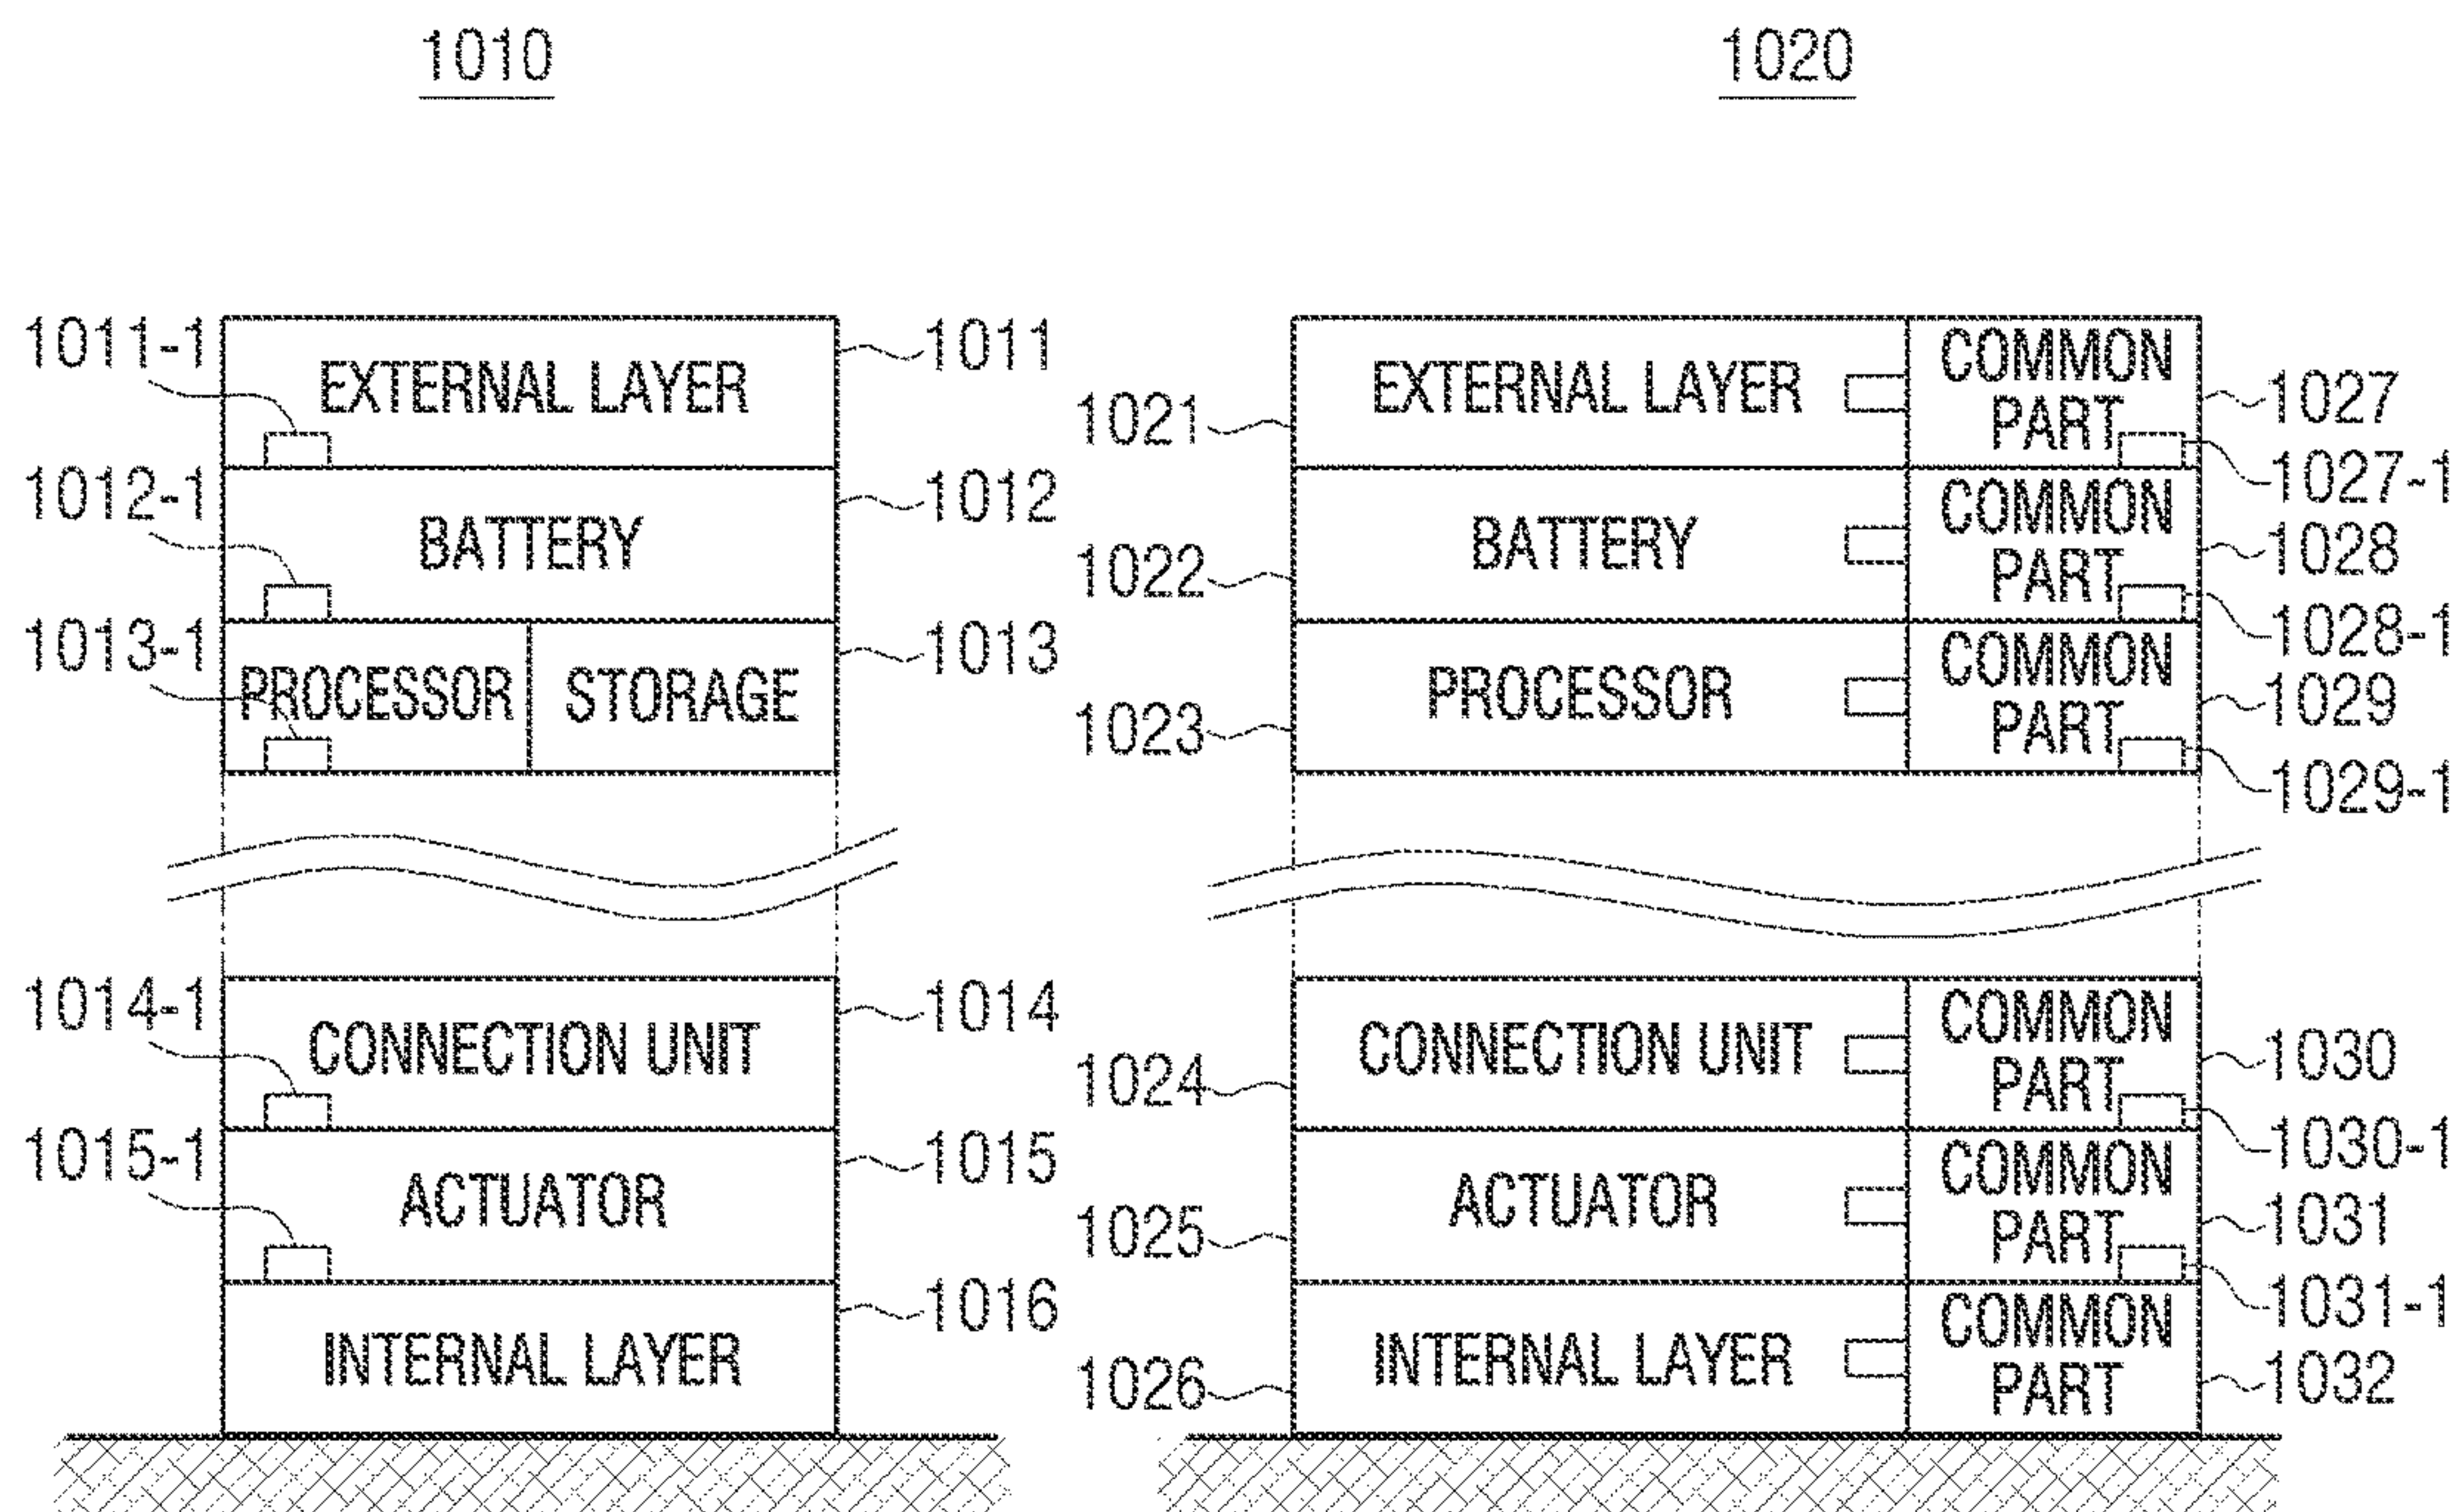 1010
1011-1
EXTERNAL LAYER
1011
1012-1
BATTERY
1012
1013-1
PROCESSOR
STORAGE
1013
1014-1
CONNECTION UNIT
1014
1015-1
ACTUATOR
1015
INTERNAL LAYER
1016
1020
1021
EXTERNAL LAYER
COMMON
PART
1027
1027-1
1022
BATTERY
COMMON
PART
1028
1028-1
1023
PROCESSOR
COMMON
PART
1029
1029-1
1024
CONNECTION UNIT
COMMON
PART
1030
1030-1
1025
ACTUATOR
COMMON
PART
1031
1031-1
1026
INTERNAL LAYER
COMMON
PART
1032